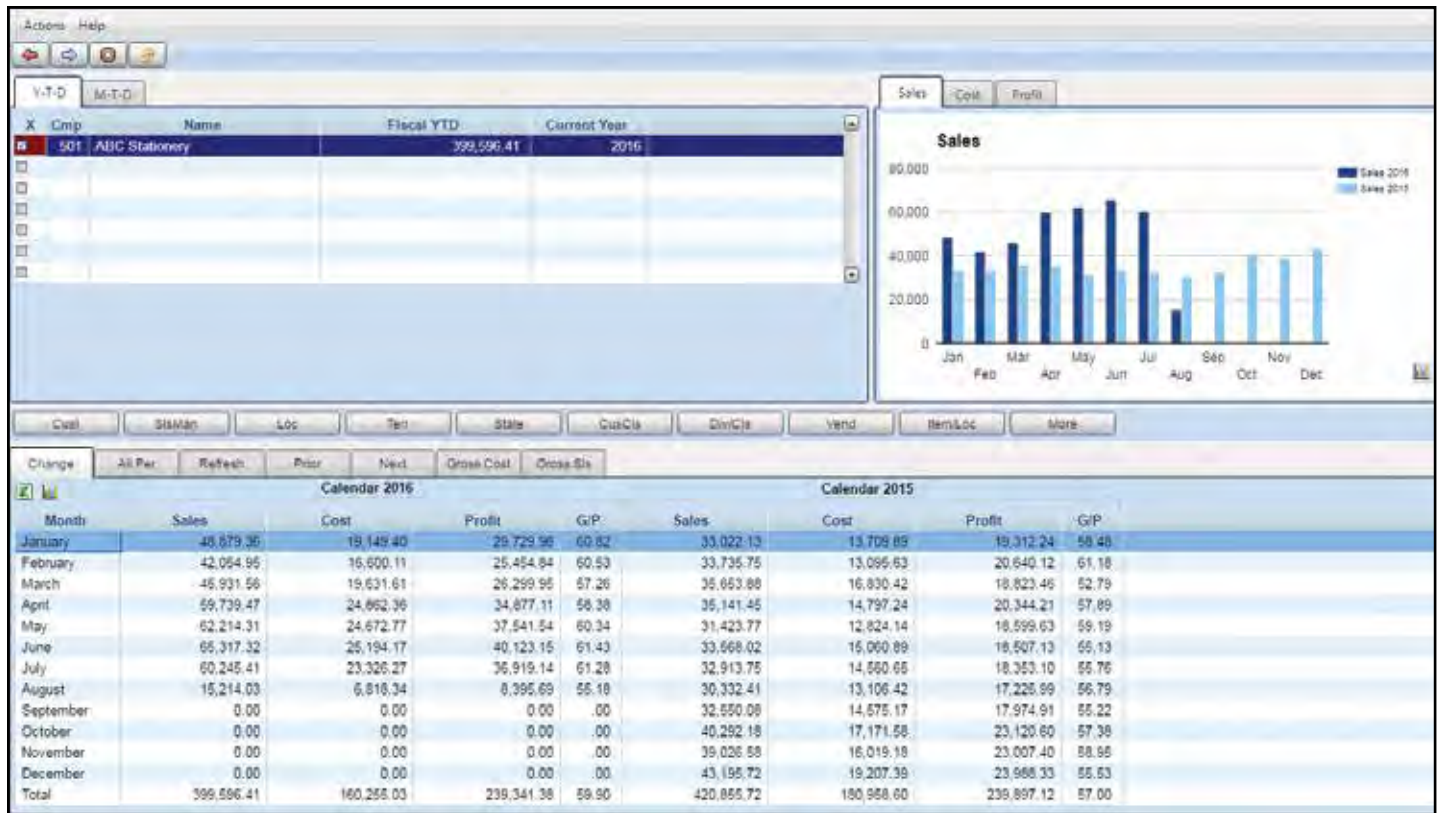 Actions Help
Y-T-D M-T-D
X Cmp Name Fiscal YTD Current Year
501 ABC Stationery 399,596.41 2016
Sales Cost Profit
Sales
80,000
60,000
40,000
20,000
0
Jan Mar May Jul Sep Nov
Feb Apr Jun Aug Oct Dec
Sales 2016
Sales 2015
Cust SlsMan Loc Terr State CusCls DivCls Vend Item/Loc More
Change All Per Refresh Prior Next Gross Cost Gross Sls
Calendar 2016 Calendar 2015
Month Sales Cost Profit G/P Sales Cost Profit G/P
January 48,879.36 19,149.40 29,729.96 60.82 33,022.13 13,709.89 19,312.24 58.48
February 42,054.95 16,600.11 25,454.84 60.53 33,735.75 13,095.63 20,640.12 61.18
March 45,931.56 19,631.61 26,299.95 57.26 35,653.88 16,830.42 18,823.46 52.79
April 59,739.47 24,862.36 34,877.11 58.38 35,141.45 14,797.24 20,344.21 57.89
May 62,214.31 24,672.77 37,541.54 60.34 31,423.77 12,824.14 18,599.63 59.19
June 65,317.32 25,194.17 40,123.15 61.43 33,568.02 15,060.89 18,507.13 55.13
July 60,245.41 23,326.27 36,919.14 61.28 32,913.75 14,560.65 18,353.10 55.76
August 15,214.03 6,818.34 8,395.69 55.18 30,332.41 13,106.42 17,225.99 56.79
September 0.00 0.00 0.00 .00 32,550.08 14,575.17 17,974.91 55.22
October 0.00 0.00 0.00 .00 40,292.18 17,171.58 23,120.60 57.38
November 0.00 0.00 0.00 .00 39,026.58 16,019.18 23,007.40 58.95
December 0.00 0.00 0.00 .00 43,195.72 19,207.39 23,988.33 55.53
Total 399,596.41 160,255.03 239,341.38 59.90 420,855.72 180,958.60 239,897.12 57.00